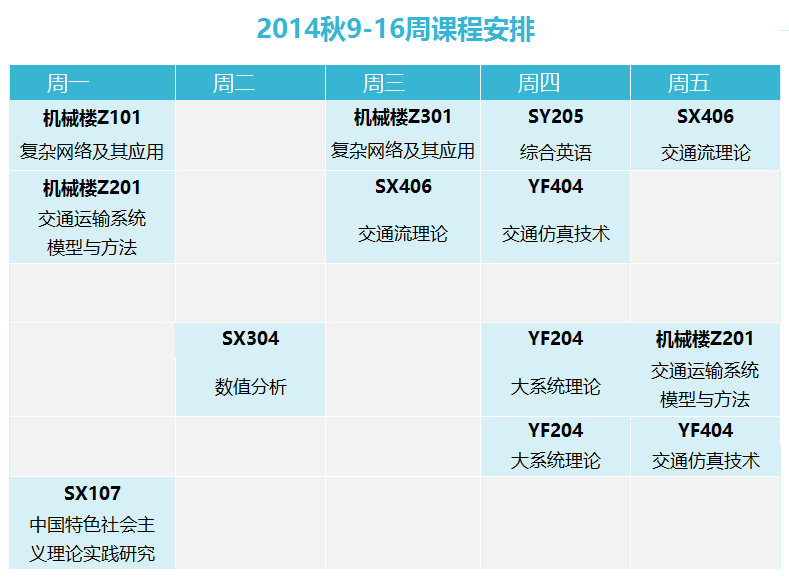 2014秋9-16周课程安排
周一 周二 周三 周四 周五
机械楼Z101 机械楼Z301 SY205 SX406
复杂网络及其应用 复杂网络及其应用 综合英语 交通流理论
机械楼Z201 SX406 YF404
交通运输系统
模型与方法 交通流理论 交通仿真技术
SX304 YF204 机械楼Z201
数值分析 大系统理论 交通运输系统
模型与方法
YF204 YF404
大系统理论 交通仿真技术
SX107
中国特色社会主
义理论实践研究